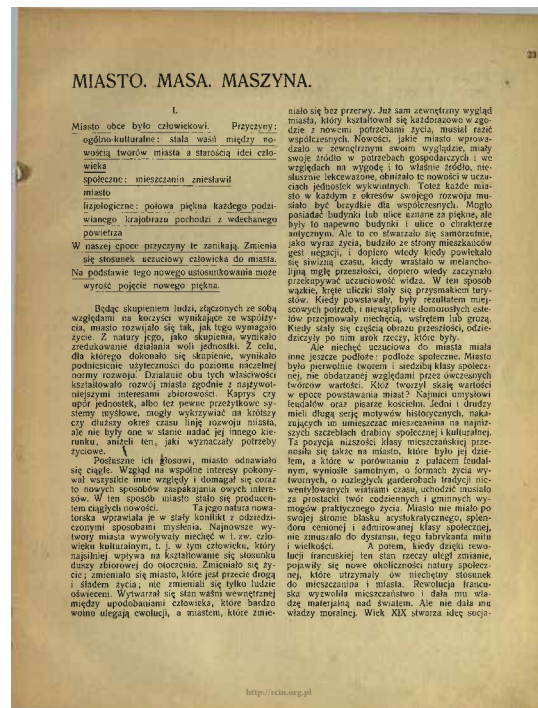 23
MIASTO. MASA. MASZYNA.
I.
Miasto obce było człowiekowi. Przyczyny:
ogólno-kulturalne: stała waśń między no-
wością tworów miasta a starością idei czło-
wieka
społeczne: mieszczanin zniesławił
miasto
fizjologiczne: połowa piękna każdego podzi-
wianego krajobrazu pochodzi z wdechanego
powietrza
W naszej epoce przyczyny te zanikają. Zmienia
się stosunek uczuciowy człowieka do miasta.
Na podstawie tego nowego ustosunkowania może
wyrość pojęcie nowego piękna.
Będąc skupieniem ludzi, złączonych ze sobą
względami na korzyści wynikające ze współży-
cia, miasto rozwijało się tak, jak tego wymagało
życie. Z natury jego, jako skupienia, wynikało
zredukowanie działania woli jednostki. Z celu,
dla którego dokonało się skupienie, wynikało
podniesienie użyteczności do poziomu naczelnej
normy rozwoju. Działanie obu tych właściwości
kształtowało rozwój miasta zgodnie z najżywot-
niejszymi interesami zbiorowości. Kaprys czy
upór jednostek, albo też pewne przeżytkowe sy-
stemy myślowe, mogły wykrzywiać na krótszy
czy dłuższy okres czasu linję rozwoju miasta,
ale nie były one w stanie nadać jej innego kie-
runku, aniżeli ten, jaki wyznaczały potrzeby
życiowe.
Posłuszne ich głosowi, miasto odnawiało
się ciągle. Wzgląd na wspólne interesy pokony-
wał wszystkie inne względy i domagał się coraz
to nowych sposobów zaspakajania owych intere-
sów. W ten sposób miasto stało się producen-
tem ciągłych nowości. Ta jego natura nowa-
torska wprawiała je w stały konflikt z odziedzi-
czonymi sposobami myślenia. Najnowsze wy-
twory miasta wywoływały niechęć w t. zw. czło-
wieku kulturalnym, t. j. w tym człowieku, który
najsilniej wpływa na kształtowanie się stosunku
duszy zbiorowej do otoczenia. Zmieniało się ży-
cie; zmieniało się miasto, które jest przecie drogą
i śladem życia; nie zmieniali się tylko ludzie
oświeceni. Wytwarzał się stan waśni wewnętrznej
między upodobaniami człowieka, które bardzo
wolno ulegają ewolucji, a miastem, które zmie-
niało się bez przerwy. Już sam zewnętrzny wygląd
miasta, który kształtował się każdorazowo w zgo-
dzie z nowemi potrzebami życia, musiał razić
współczesnych. Nowości, jakie miasto wprowa-
dzało w zewnętrznym swoim wyglądzie, miały
swoje źródło w potrzebach gospodarczych i we
względach na wygodę i to właśnie źródło, nie-
słusznie lekceważone, obniżało te nowości w uczu-
ciach jednostek wykwintnych. Toteż każde mia-
sto w każdym z okresów swojego rozwoju mu-
siało być brzydkie dla współczesnych. Mogło
posiadać budynki lub ulice uznane za piękne, ale
były to napewno budynki i ulice o charakterze
antycznym. Ale to co stwarzało się samorzutnie,
jako wyraz życia, budziło ze strony mieszkańców
gest negacji, i dopiero wtedy kiedy powlekało
się siwizną czasu, kiedy wrastało w melancho-
lijną mgłę przeszłości, dopiero wtedy zaczynało
przekupywać uczuciowość widza. W ten sposób
wązkie, kręte uliczki stały się przysmakiem tury-
stów. Kiedy powstawały, były rezultatem miej-
scowych potrzeb, i niewątpliwie domorosłych este-
tów przejmowały niechęcią, wstrętem lub grozą.
Kiedy stały się częścią obrazu przeszłości, odzie-
dziczyły po nim urok rzeczy, które były.
Ale niechęć uczuciowa do miasta miała
inne jeszcze podłoże: podłoże społeczne. Miasto
było pierwotnie tworem i siedzibą klasy społecz-
nej, nie obdarzanej względami przez ówczesnych
twórców wartości. Któż tworzył skalę wartości
w epoce powstawania miast? Najmici umysłowi
feudałów oraz pisarze kościelni. Jedni i drudzy
mieli długą serję motywów historycznych, naka-
zujących im umieszczać mieszczanina na najniż-
szych szczeblach drabiny społecznej i kulturalnej.
Ta pozycja niższości klasy mieszczańskiej prze-
nosiła się także na miasto, które było jej dzie-
łem, a które w porównaniu z pałacem feudal-
nym, wyniośle samotnym, o formach życia wy-
twornych, o rozległych garderobach tradycji nie-
wentylowanych wiatrami czasu, uchodzić musiało
za prostacki twór codziennych i gminnych wy-
mogów praktycznego życia. Miasto nie miało po
swojej stronie blasku arystokratycznego, splen-
doru cenionej i admirowanej klasy społecznej,
nie zmuszało do dystansu, tego fabrykanta mitu
i wielkości. A potem, kiedy dzięki rewo-
lucji francuskiej ten stan rzeczy uległ zmianie,
pojawiły się nowe okoliczności natury społecz-
nej, które utrzymały ów niechętny stosunek
do mieszczanina i miasta. Rewolucja francu-
ska wyzwoliła mieszczaństwo i dała mu wła-
dzę materjalną nad światem. Ale nie dała mu
władzy moralnej. Wiek XIX stwarza ideę socja-
http://rcin.org.pl